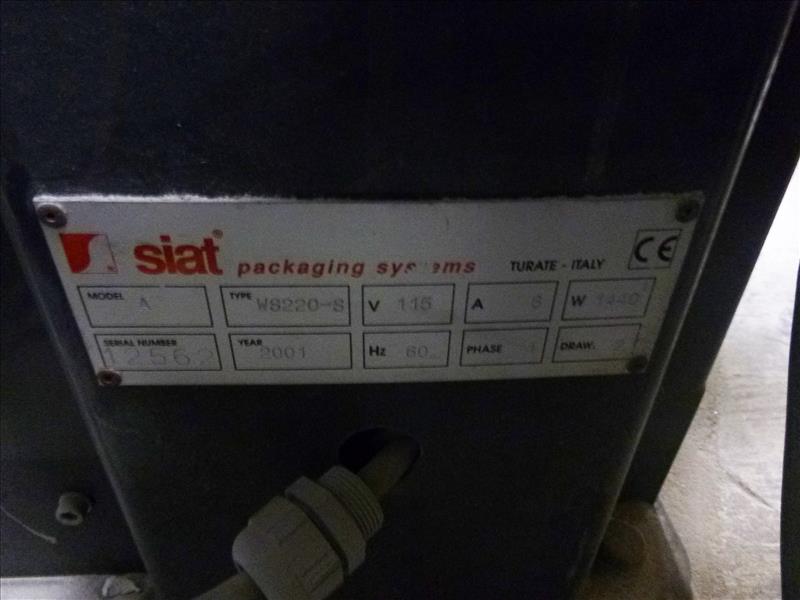 siat® packaging systems TURATE - ITALY CE
MODEL A TYPE WS220-S V 115 A W 1440
SERIAL NUMBER 12562 YEAR 2001 Hz 60 PHASE 1 DRAW.